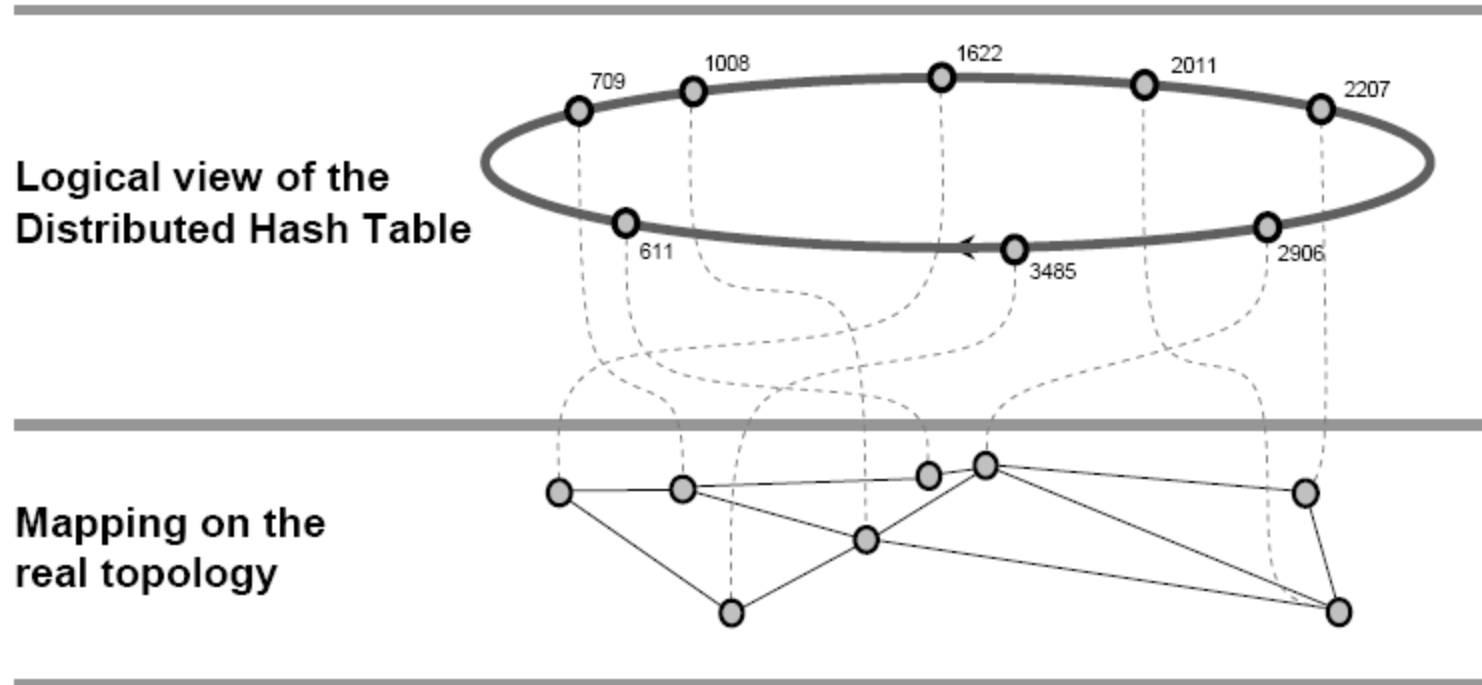 1622
2011
1008
709
2207
Logical view of the
Distributed Hash Table
611
2906
3485
Mapping on the
real topology